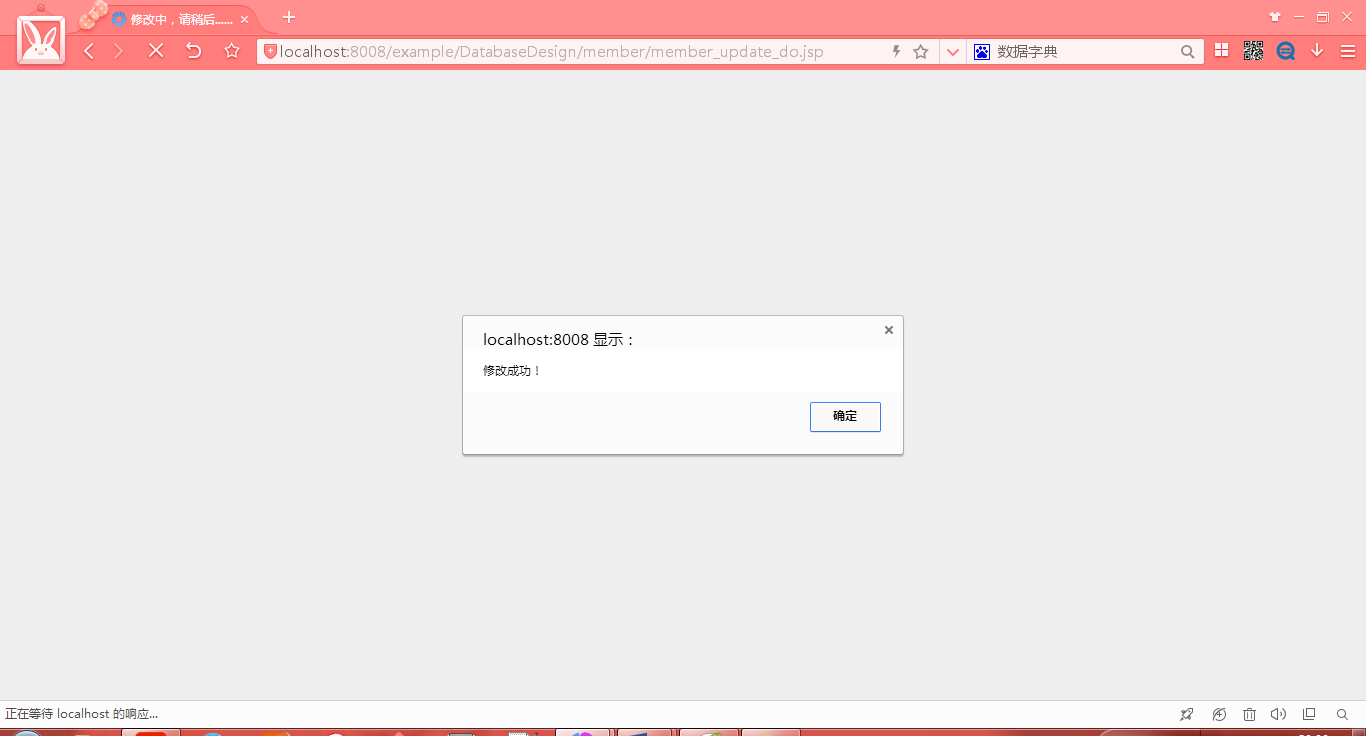 修改中，请稍后......
localhost:8008/example/DatabaseDesign/member/member_update_do.jsp
数据字典
localhost:8008 显示：
修改成功！
确定
正在等待 localhost 的响应...